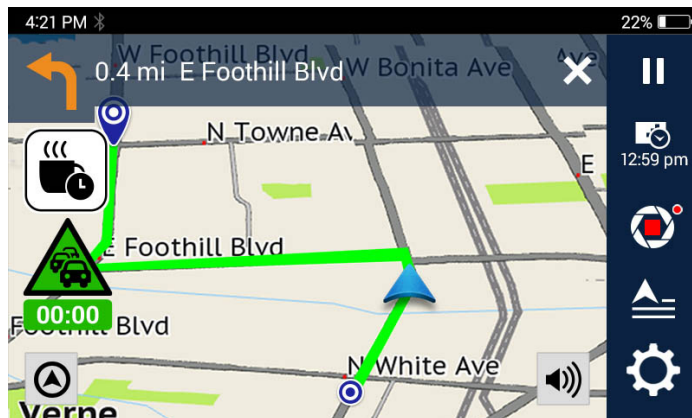 4:21 PM
22%
W Foothill Blvd
W Bonita Ave
Ave
0.4 mi E Foothill Blvd
N Towne Av
E
12:59 pm
E Foothill Blvd
00:00
Foothill Blvd
N White Ave
Verne